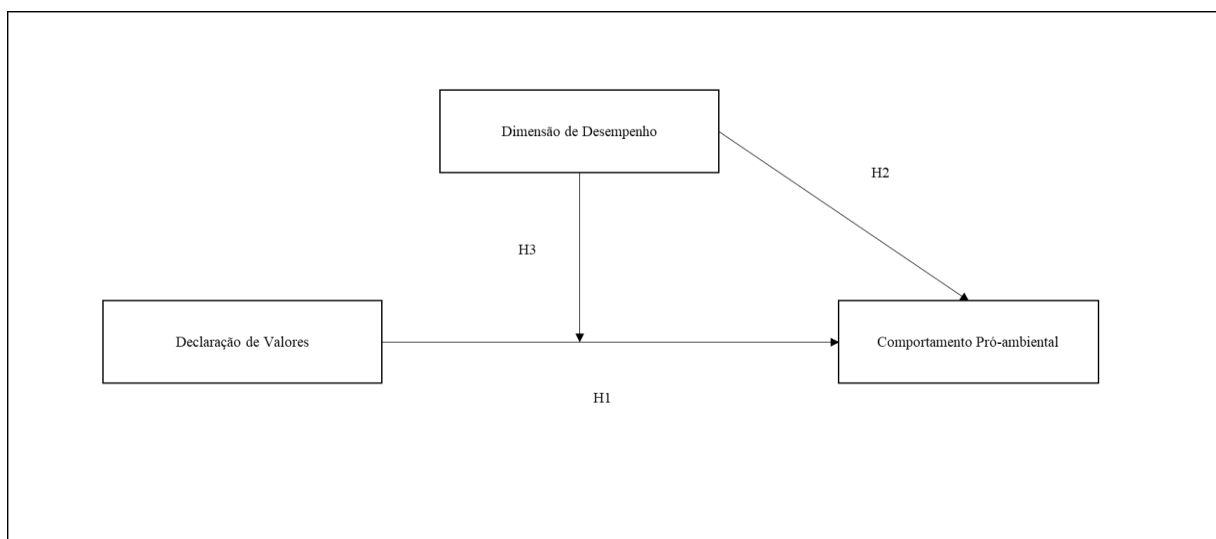 Dimensão de Desempenho
H2
H3
Declaração de Valores
Comportamento Pró-ambiental
H1